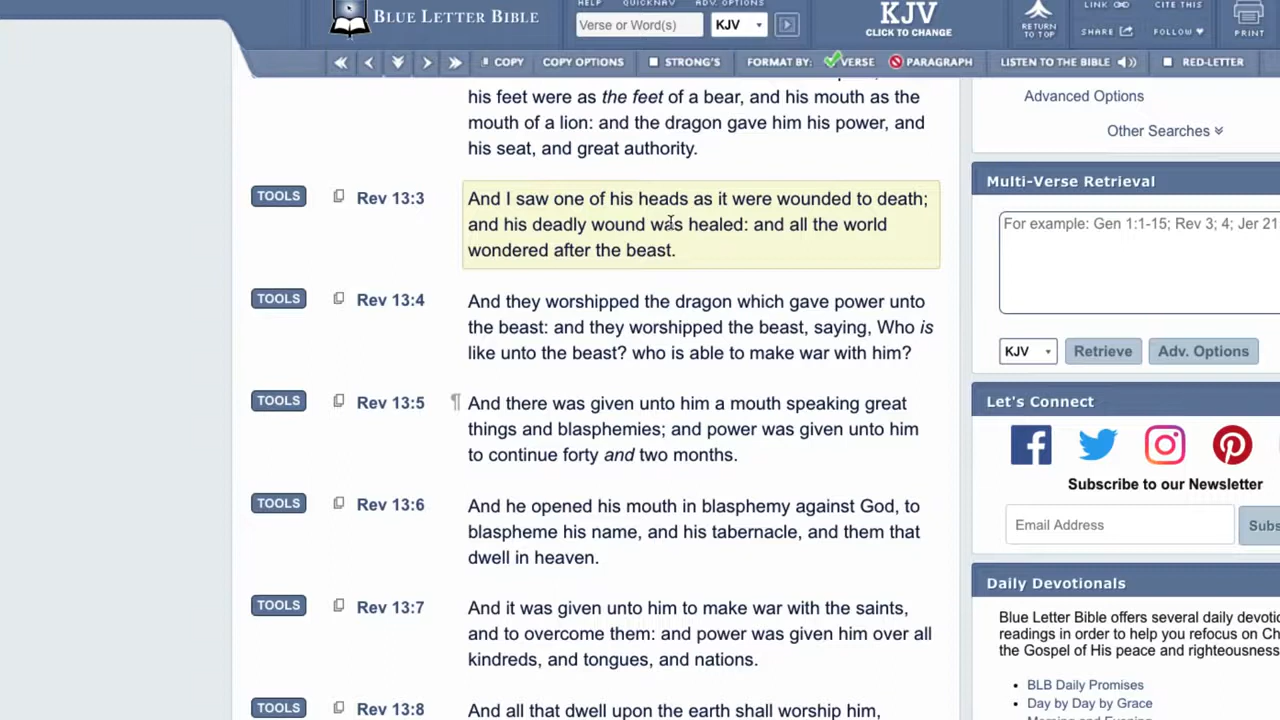 HELP QUICKNAV ADV. OPTIONS
BLUE LETTER BIBLE
Verse or Word(s)
KJV
KJV
CLICK TO CHANGE
RETURN
TO TOP
LINK
CITE THIS
SHARE
FOLLOW
PRINT
COPY
COPY OPTIONS
STRONG'S
FORMAT BY:
VERSE
PARAGRAPH
LISTEN TO THE BIBLE
RED-LETTER
his feet were as the feet of a bear, and his mouth as the
mouth of a lion: and the dragon gave him his power, and
his seat, and great authority.
TOOLS
Rev 13:3
And I saw one of his heads as it were wounded to death;
and his deadly wound was healed: and all the world
wondered after the beast.
TOOLS
Rev 13:4
And they worshipped the dragon which gave power unto
the beast: and they worshipped the beast, saying, Who is
like unto the beast? who is able to make war with him?
TOOLS
Rev 13:5
¶ And there was given unto him a mouth speaking great
things and blasphemies; and power was given unto him
to continue forty and two months.
TOOLS
Rev 13:6
And he opened his mouth in blasphemy against God, to
blaspheme his name, and his tabernacle, and them that
dwell in heaven.
TOOLS
Rev 13:7
And it was given unto him to make war with the saints,
and to overcome them: and power was given him over all
kindreds, and tongues, and nations.
TOOLS
Rev 13:8
And all that dwell upon the earth shall worship him,
Advanced Options
Other Searches
Multi-Verse Retrieval
For example: Gen 1:1-15; Rev 3; 4; Jer 21
KJV
Retrieve
Adv. Options
Let's Connect
Subscribe to our Newsletter
Email Address
Subs
Daily Devotionals
Blue Letter Bible offers several daily devotio
readings in order to help you refocus on Ch
the Gospel of His peace and righteousness
• BLB Daily Promises
• Day by Day by Grace
• Morning and Evening